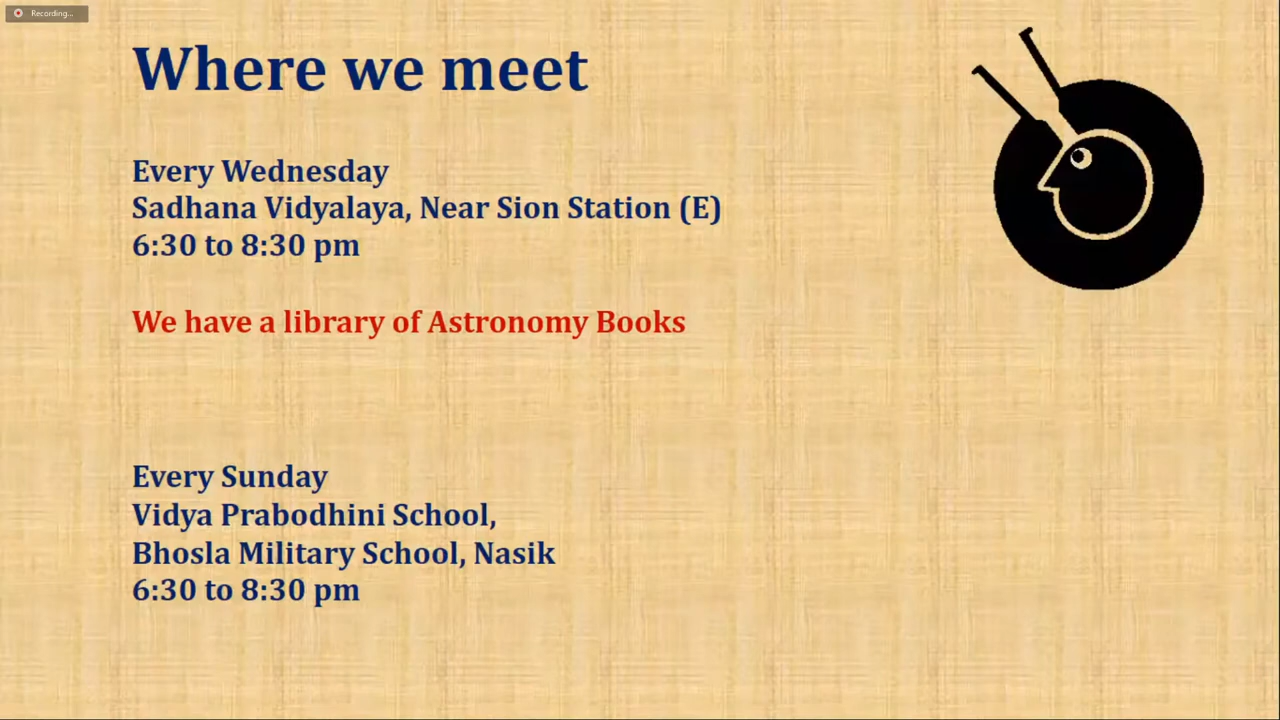 Recording...
Where we meet
Every Wednesday
Sadhana Vidyalaya, Near Sion Station (E)
6:30 to 8:30 pm
We have a library of Astronomy Books
Every Sunday
Vidya Prabodhini School,
Bhosla Military School, Nasik
6:30 to 8:30 pm